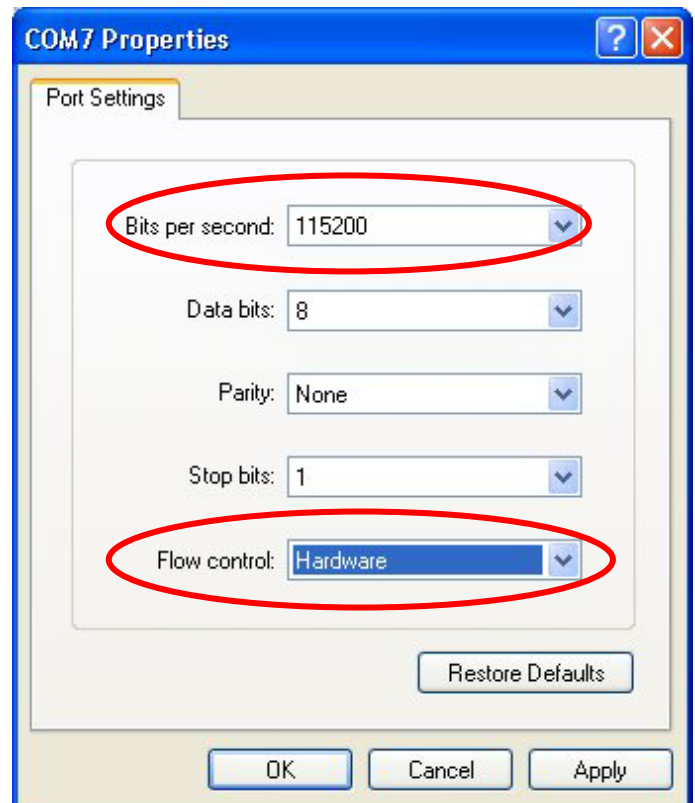 COM7 Properties
Port Settings
Bits per second: 115200
Data bits: 8
Parity: None
Stop bits: 1
Flow control: Hardware
Restore Defaults
OK Cancel Apply